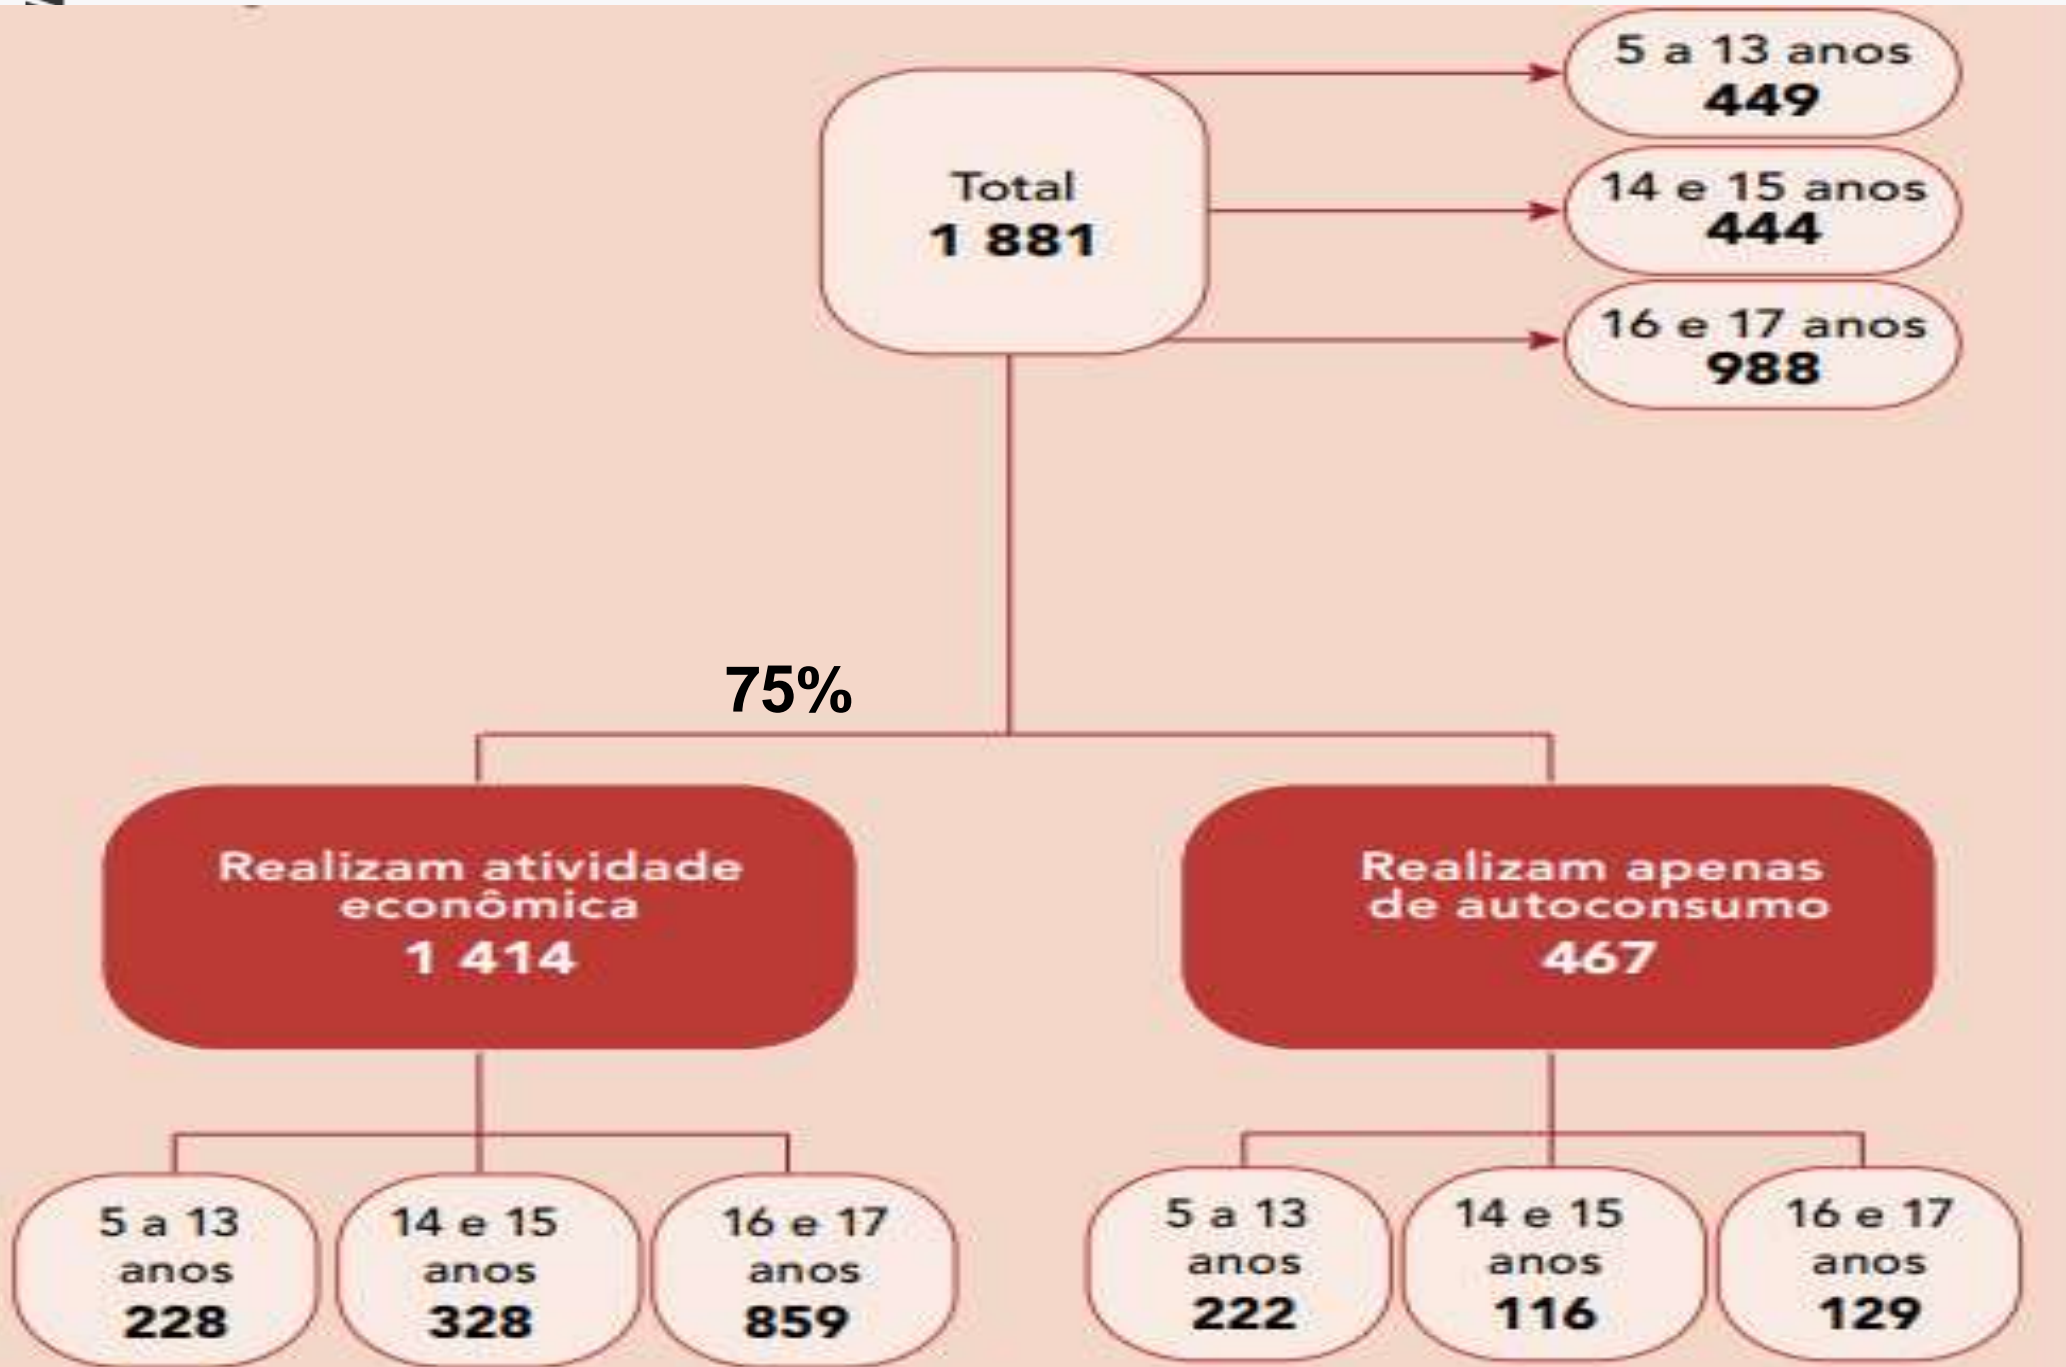 5 a 13 anos
449
Total
1 881
14 e 15 anos
444
16 e 17 anos
988
75%
Realizam atividade
econômica
1 414
Realizam apenas
de autoconsumo
467
5 a 13
anos
228
14 e 15
anos
328
16 e 17
anos
859
5 a 13
anos
222
14 e 15
anos
116
16 e 17
anos
129